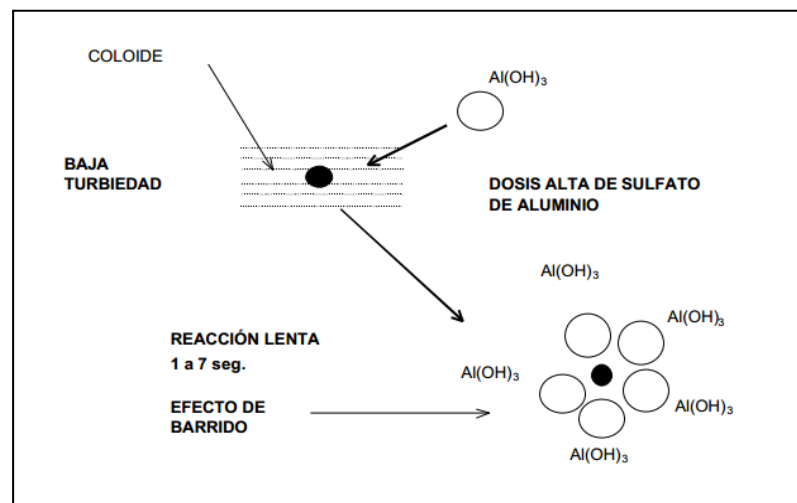 COLOIDE
Al(OH)₃
BAJA
TURBIEDAD
DOSIS ALTA DE SULFATO
DE ALUMINIO
Al(OH)₃
REACCIÓN LENTA
1 a 7 seg.
Al(OH)₃
Al(OH)₃
EFECTO DE
BARRIDO
Al(OH)₃
Al(OH)₃